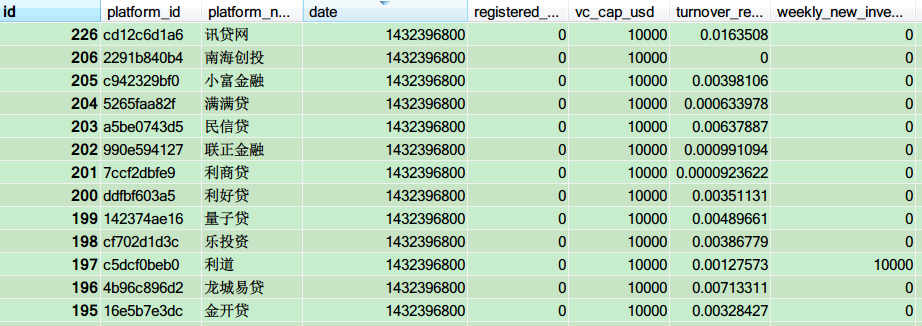 id platform_id platform_n... date registered_... vc_cap_usd turnover_re... weekly_new_inve...
226 cd12c6d1a6 讯贷网 1432396800 0 10000 0.0163508 0
206 2291b840b4 南海创投 1432396800 0 10000 0 0
205 c942329bf0 小富金融 1432396800 0 10000 0.00398106 0
204 5265faa82f 满满贷 1432396800 0 10000 0.000633978 0
203 a5be0743d5 民信贷 1432396800 0 10000 0.00637887 0
202 990e594127 联正金融 1432396800 0 10000 0.000991094 0
201 7ccf2dbfe9 利商贷 1432396800 0 10000 0.0000923622 0
200 ddfbf603a5 利好贷 1432396800 0 10000 0.00351131 0
199 142374ae16 量子贷 1432396800 0 10000 0.00489661 0
198 cf702d1d3c 乐投资 1432396800 0 10000 0.00386779 0
197 c5dcf0beb0 利道 1432396800 0 10000 0.00127573 10000
196 4b96c896d2 龙城易贷 1432396800 0 10000 0.00713311 0
195 16e5b7e3dc 金开贷 1432396800 0 10000 0.00328427 0